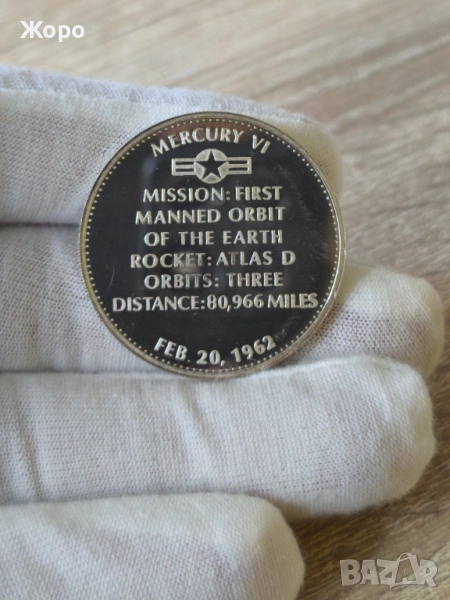 Жоро
MERCURY VI
MISSION: FIRST
MANNED ORBIT
OF THE EARTH
ROCKET: ATLAS D
ORBITS: THREE
DISTANCE: 80,966 MILES
FEB. 20, 1962
BAZAR